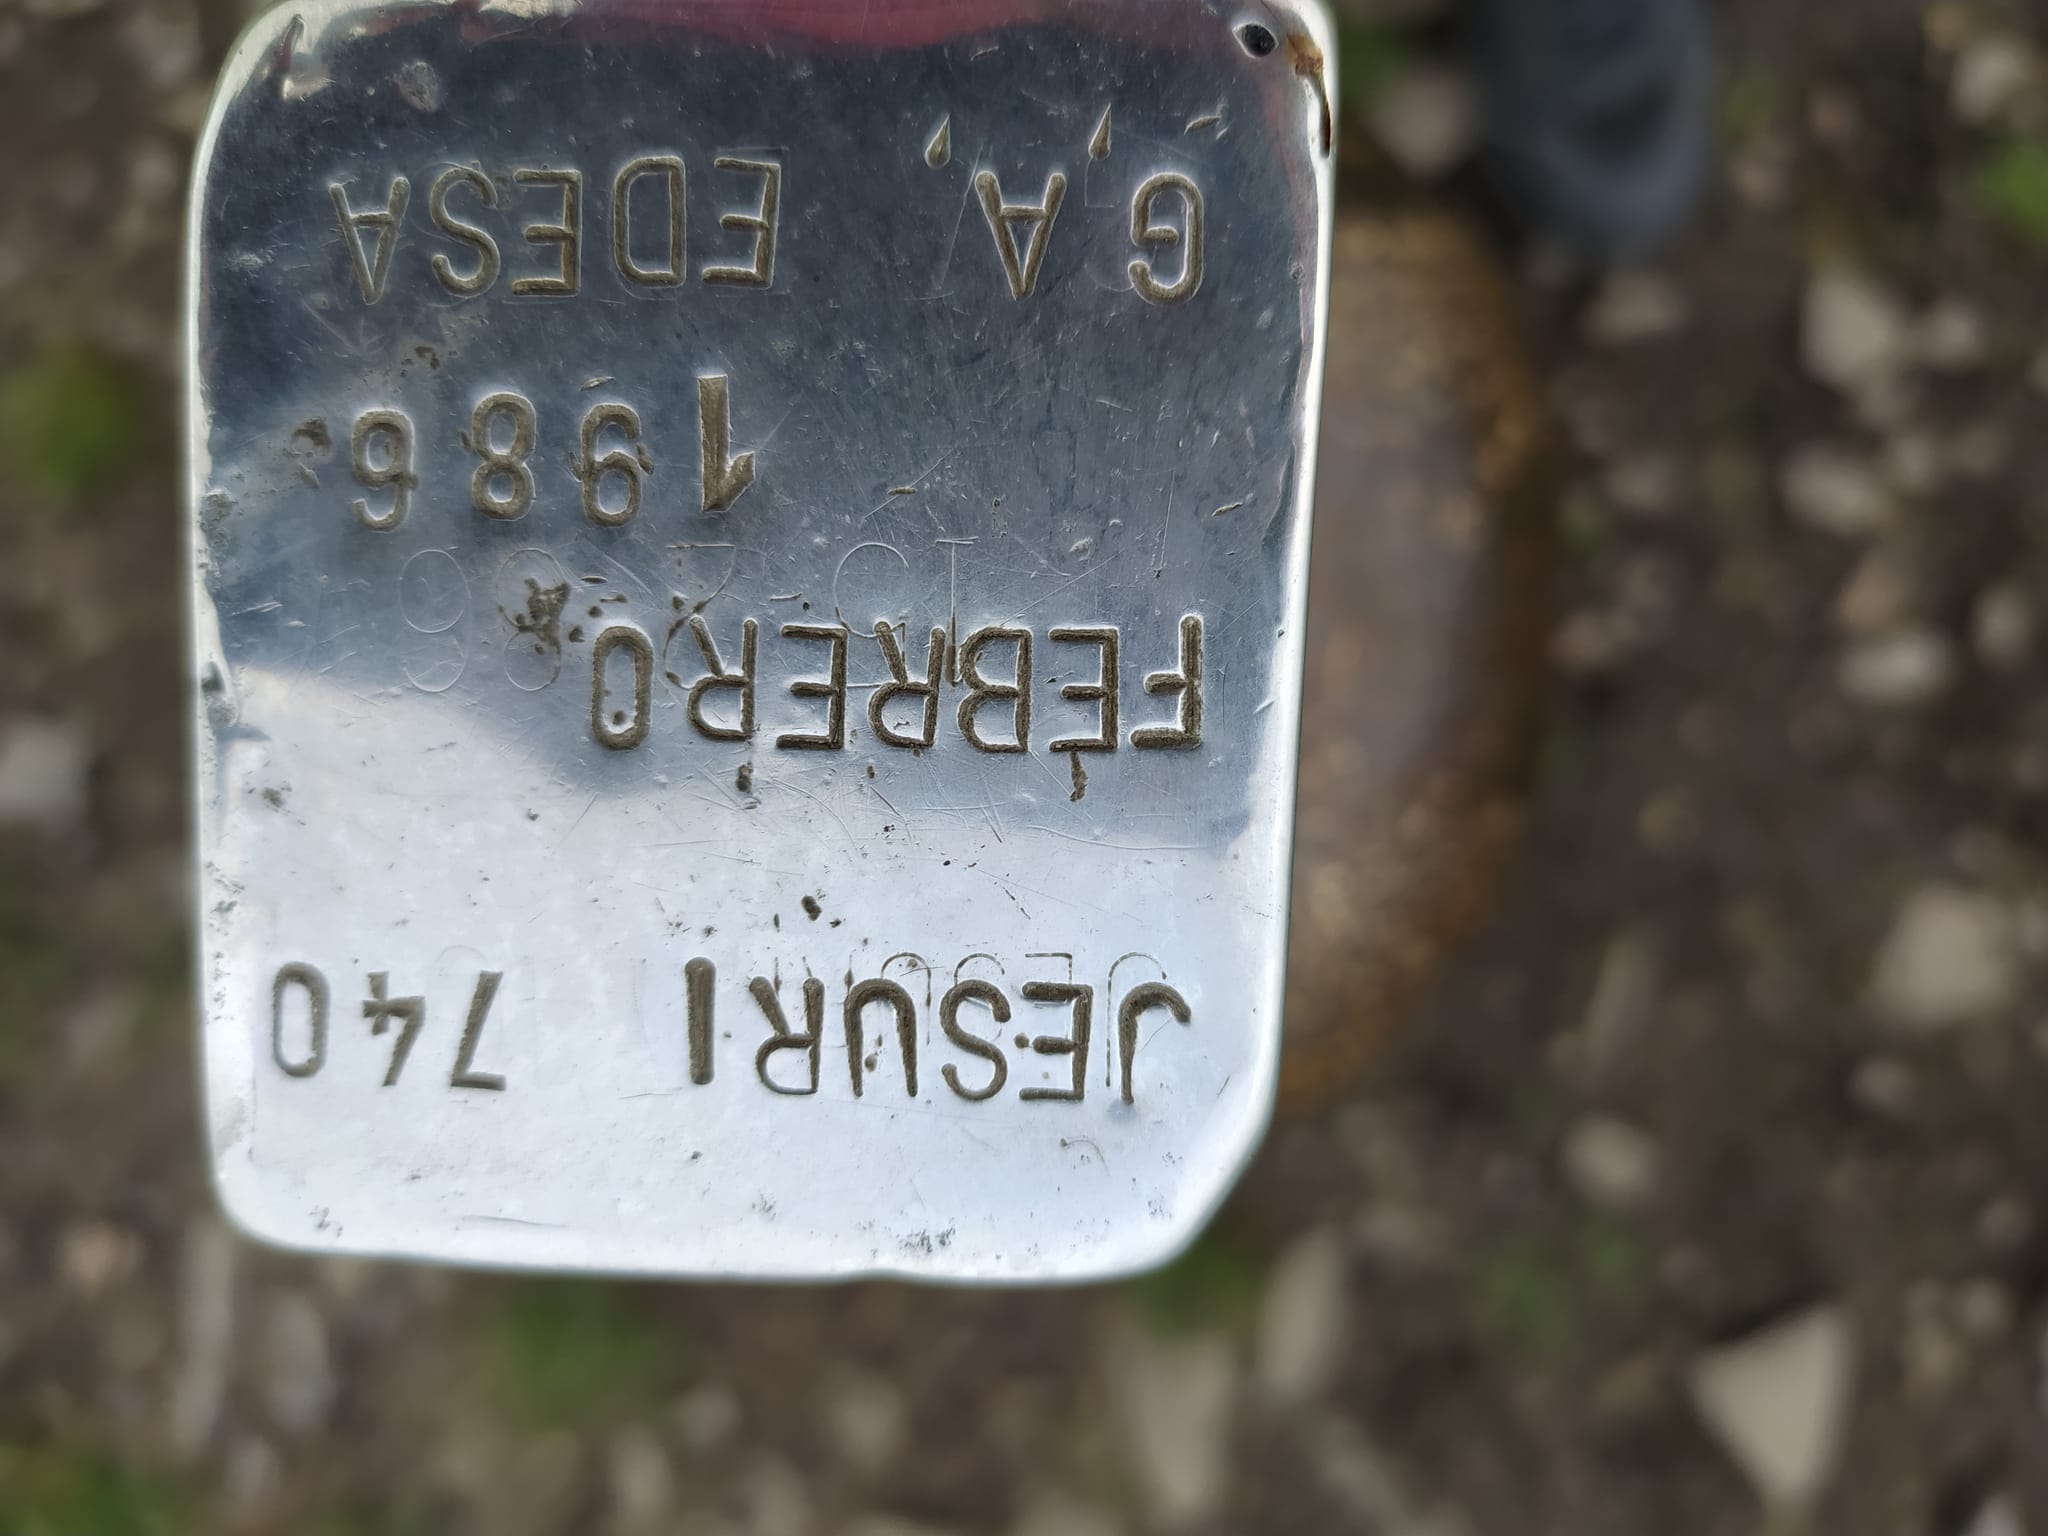 JESURI 740
FEBRERO
1986
G. A. EDESA